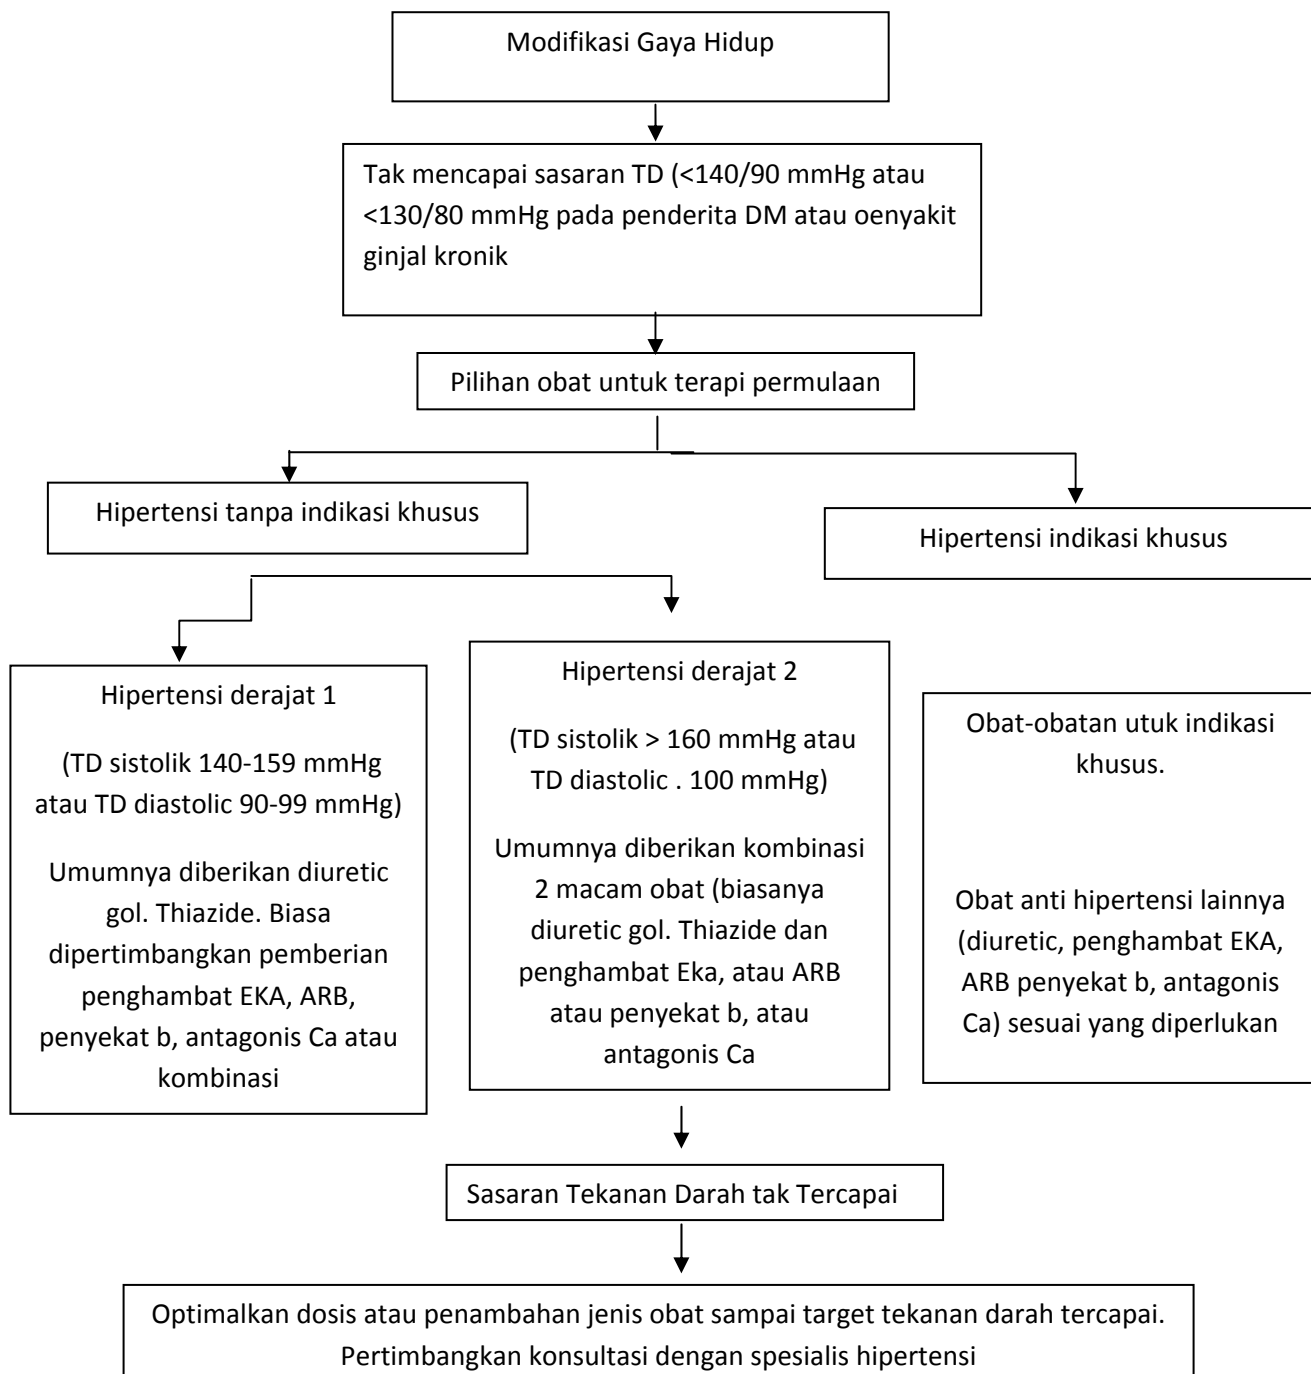 Modifikasi Gaya Hidup
Tak mencapai sasaran TD (<140/90 mmHg atau
<130/80 mmHg pada penderita DM atau oenyakit
ginjal kronik
Pilihan obat untuk terapi permulaan
Hipertensi tanpa indikasi khusus
Hipertensi indikasi khusus
Hipertensi derajat 1
(TD sistolik 140-159 mmHg
atau TD diastolic 90-99 mmHg)
Umumnya diberikan diuretic
gol. Thiazide. Biasa
dipertimbangkan pemberian
penghambat EKA, ARB,
penyekat b, antagonis Ca atau
kombinasi
Hipertensi derajat 2
(TD sistolik > 160 mmHg atau
TD diastolic . 100 mmHg)
Umumnya diberikan kombinasi
2 macam obat (biasanya
diuretic gol. Thiazide dan
penghambat Eka, atau ARB
atau penyekat b, atau
antagonis Ca
Obat-obatan utuk indikasi
khusus.
Obat anti hipertensi lainnya
(diuretic, penghambat EKA,
ARB penyekat b, antagonis
Ca) sesuai yang diperlukan
Sasaran Tekanan Darah tak Tercapai
Optimalkan dosis atau penambahan jenis obat sampai target tekanan darah tercapai.
Pertimbangkan konsultasi dengan spesialis hipertensi